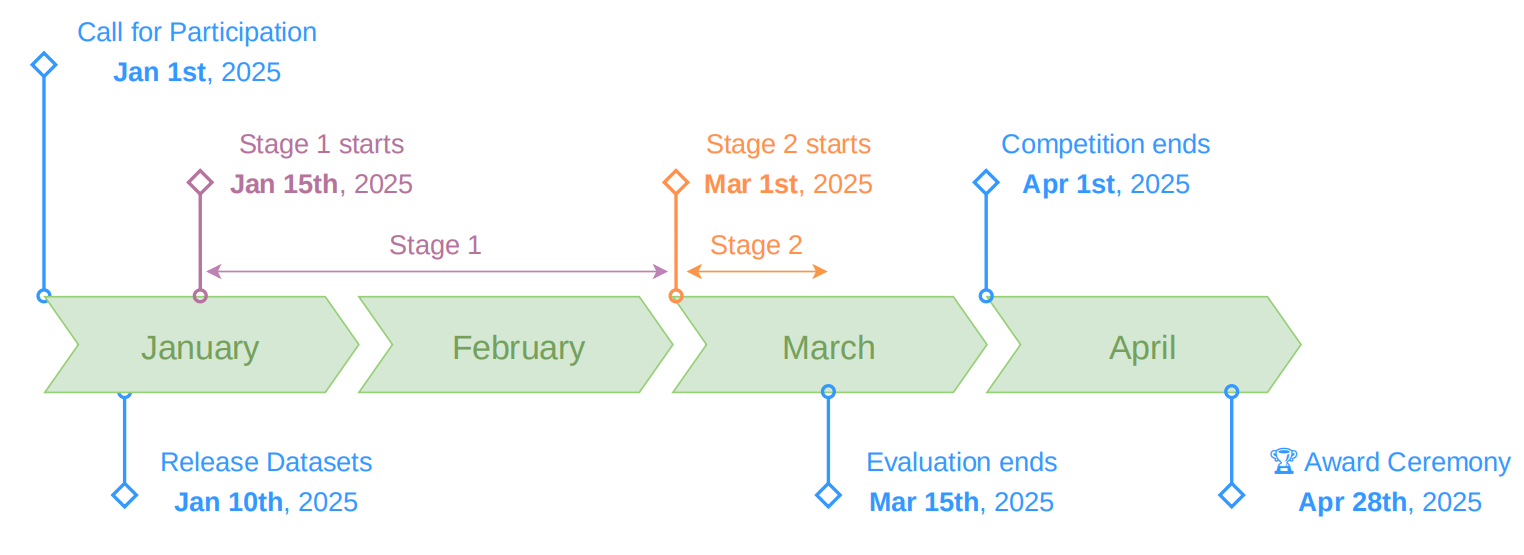 Call for Participation
Jan 1st, 2025
Stage 1 starts
Jan 15th, 2025
Stage 2 starts
Mar 1st, 2025
Competition ends
Apr 1st, 2025
Stage 1
Stage 2
January
February
March
April
Release Datasets
Jan 10th, 2025
Evaluation ends
Mar 15th, 2025
🏆 Award Ceremony
Apr 28th, 2025